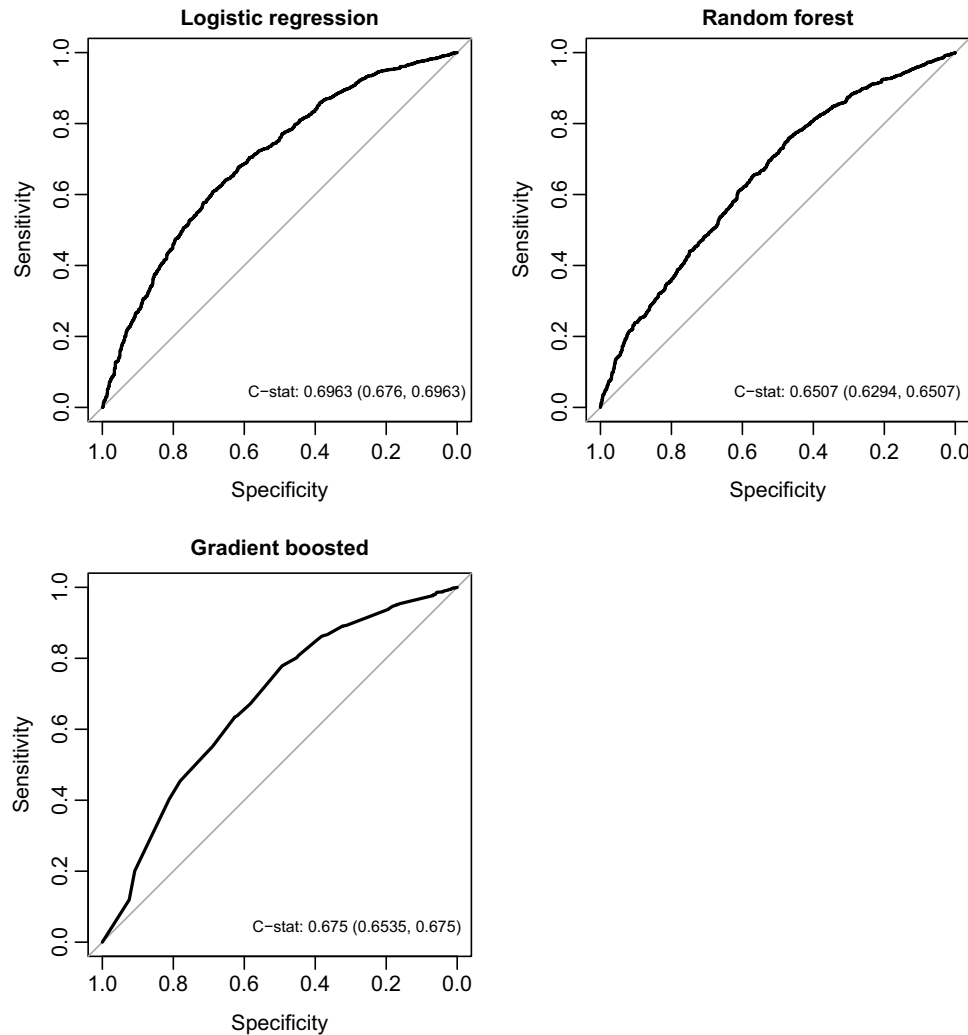 Logistic regression
Sensitivity
0.0 0.2 0.4 0.6 0.8 1.0
C−stat: 0.6963 (0.676, 0.6963)
1.0 0.8 0.6 0.4 0.2 0.0
Specificity
Random forest
Sensitivity
0.0 0.2 0.4 0.6 0.8 1.0
C−stat: 0.6507 (0.6294, 0.6507)
1.0 0.8 0.6 0.4 0.2 0.0
Specificity
Gradient boosted
Sensitivity
0.0 0.2 0.4 0.6 0.8 1.0
C−stat: 0.675 (0.6535, 0.675)
1.0 0.8 0.6 0.4 0.2 0.0
Specificity